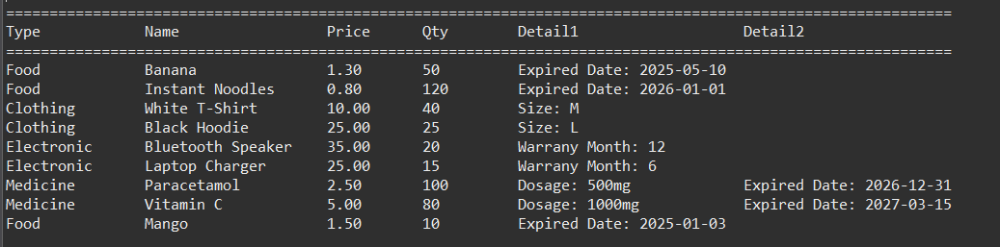 ============================================================================================================
Type Name Price Qty Detail1 Detail2
============================================================================================================
Food Banana 1.30 50 Expired Date: 2025-05-10
Food Instant Noodles 0.80 120 Expired Date: 2026-01-01
Clothing White T-Shirt 10.00 40 Size: M
Clothing Black Hoodie 25.00 25 Size: L
Electronic Bluetooth Speaker 35.00 20 Warrany Month: 12
Electronic Laptop Charger 25.00 15 Warrany Month: 6
Medicine Paracetamol 2.50 100 Dosage: 500mg Expired Date: 2026-12-31
Medicine Vitamin C 5.00 80 Dosage: 1000mg Expired Date: 2027-03-15
Food Mango 1.50 10 Expired Date: 2025-01-03